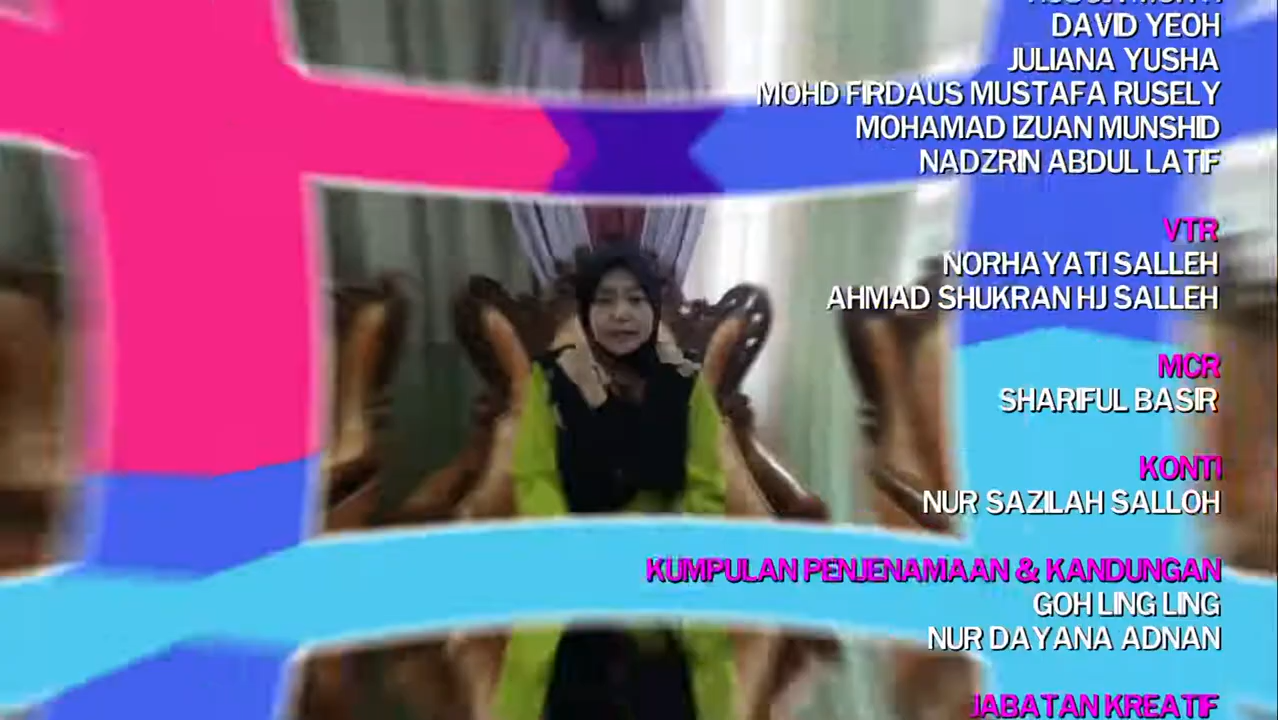 DAVID YEOH
JULIANA YUSHA
MOHD FIRDAUS MUSTAFA RUSELY
MOHAMAD IZUAN MUNSHID
NADZRIN ABDUL LATIF
VTR
NORHAYATI SALLEH
AHMAD SHUKRAN HJ SALLEH
MCR
SHARIFUL BASIR
KONTI
NUR SAZILAH SALLOH
KUMPULAN PENJENAMAAN & KANDUNGAN
GOH LING LING
NUR DAYANA ADNAN
JABATAN KREATIF